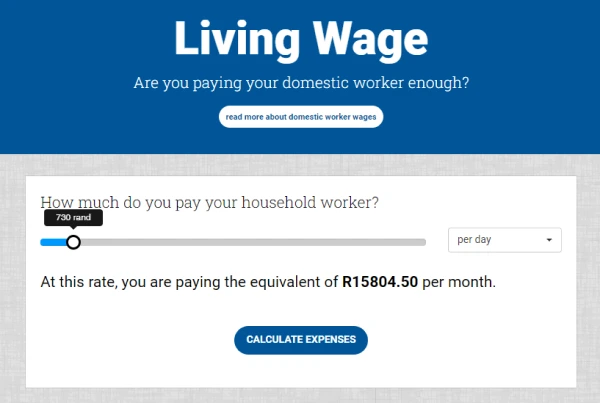 Living Wage
Are you paying your domestic worker enough?
read more about domestic worker wages
How much do you pay your household worker?
730 rand
per day
At this rate, you are paying the equivalent of R15804.50 per month.
CALCULATE EXPENSES